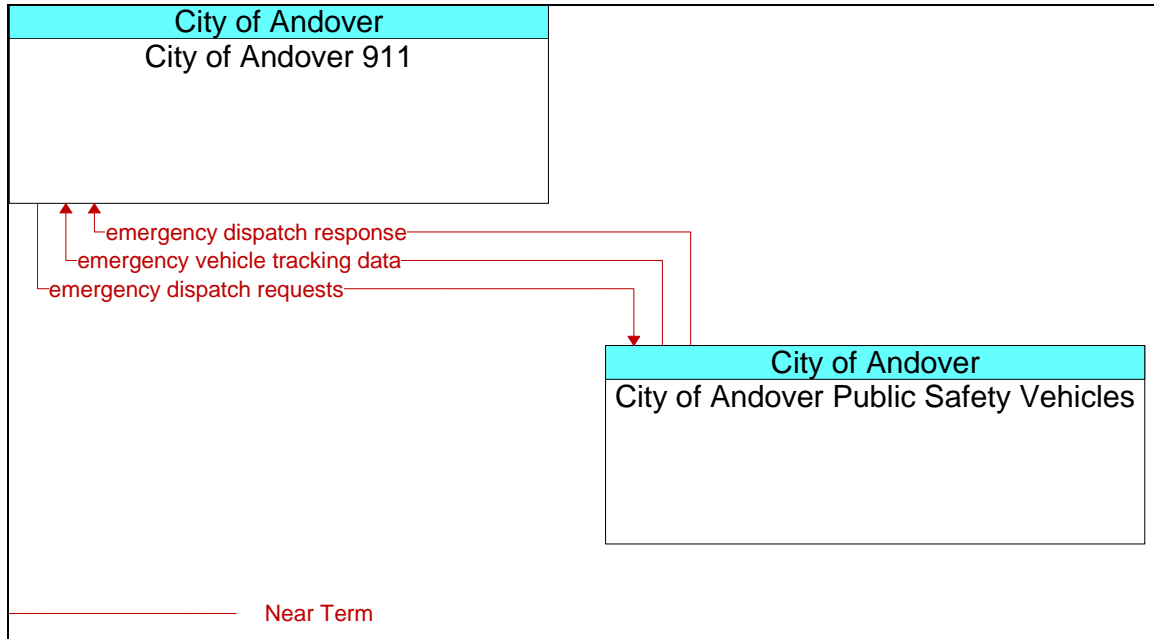 City of Andover
City of Andover 911
emergency dispatch response
emergency vehicle tracking data
emergency dispatch requests
City of Andover
City of Andover Public Safety Vehicles
Near Term